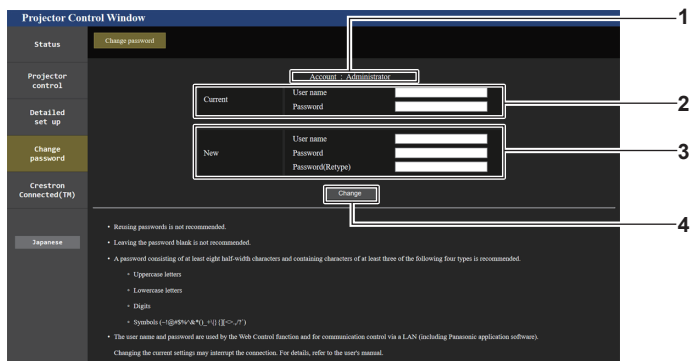 Projector Control Window
1
Status
Change password
Projector
control
Account : Administrator
Current
User name
Password
2
Detailed
set up
New
User name
Password
Password(Retype)
3
Change
password
Change
4
Crestron
Connected(TM)
Japanese
• Reusing passwords is not recommended.
• Leaving the password blank is not recommended.
• A password consisting of at least eight half-width characters and containing characters of at least three of the following four types is recommended.
Uppercase letters
Lowercase letters
Digits
Symbols (~!@#$%^&*()_+\|}{][<>.,/?`)
• The user name and password are used by the Web Control function and for communication control via a LAN (including Panasonic application software).
Changing the current settings may interrupt the connection. For details, refer to the user's manual.